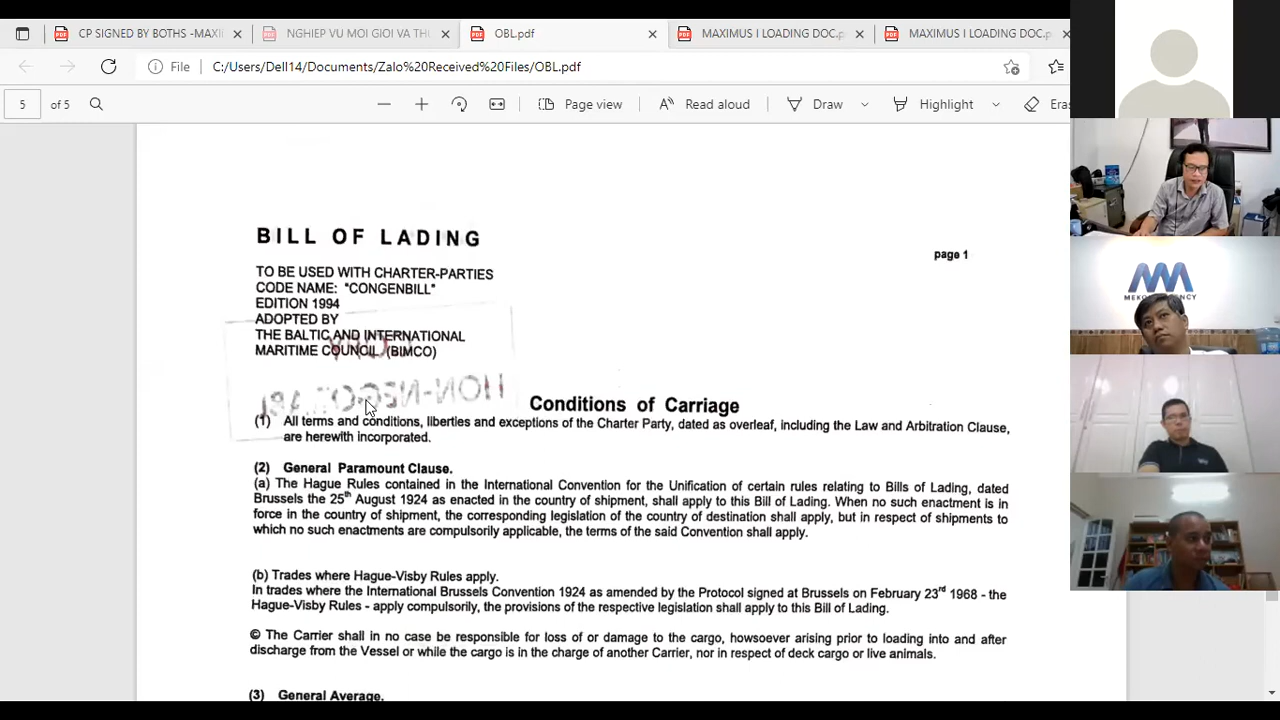 CP SIGNED BY BOTHS -MAXI
NGHIEP VU MOI GIOI VA THU
OBL.pdf
MAXIMUS I LOADING DOC.p
MAXIMUS I LOADING DOC.p
File
C:/Users/Dell14/Documents/Zalo%20Received%20Files/OBL.pdf
5
of 5
Page view
Read aloud
Draw
Highlight
Eras
BILL OF LADING
page 1
TO BE USED WITH CHARTER-PARTIES
CODE NAME: "CONGENBILL"
EDITION 1994
ADOPTED BY
THE BALTIC AND INTERNATIONAL
MARITIME COUNCIL (BIMCO)
Conditions of Carriage
(1) All terms and conditions, liberties and exceptions of the Charter Party, dated as overleaf, including the Law and Arbitration Clause,
are herewith incorporated.
(2) General Paramount Clause.
(a) The Hague Rules contained in the International Convention for the Unification of certain rules relating to Bills of Lading, dated
Brussels the 25th August 1924 as enacted in the country of shipment, shall apply to this Bill of Lading. When no such enactment is in
force in the country of shipment, the corresponding legislation of the country of destination shall apply, but in respect of shipments to
which no such enactments are compulsorily applicable, the terms of the said Convention shall apply.
(b) Trades where Hague-Visby Rules apply.
In trades where the International Brussels Convention 1924 as amended by the Protocol signed at Brussels on February 23rd 1968 - the
Hague-Visby Rules - apply compulsorily, the provisions of the respective legislation shall apply to this Bill of Lading.
© The Carrier shall in no case be responsible for loss of or damage to the cargo, howsoever arising prior to loading into and after
discharge from the Vessel or while the cargo is in the charge of another Carrier, nor in respect of deck cargo or live animals.
(3) General Average.